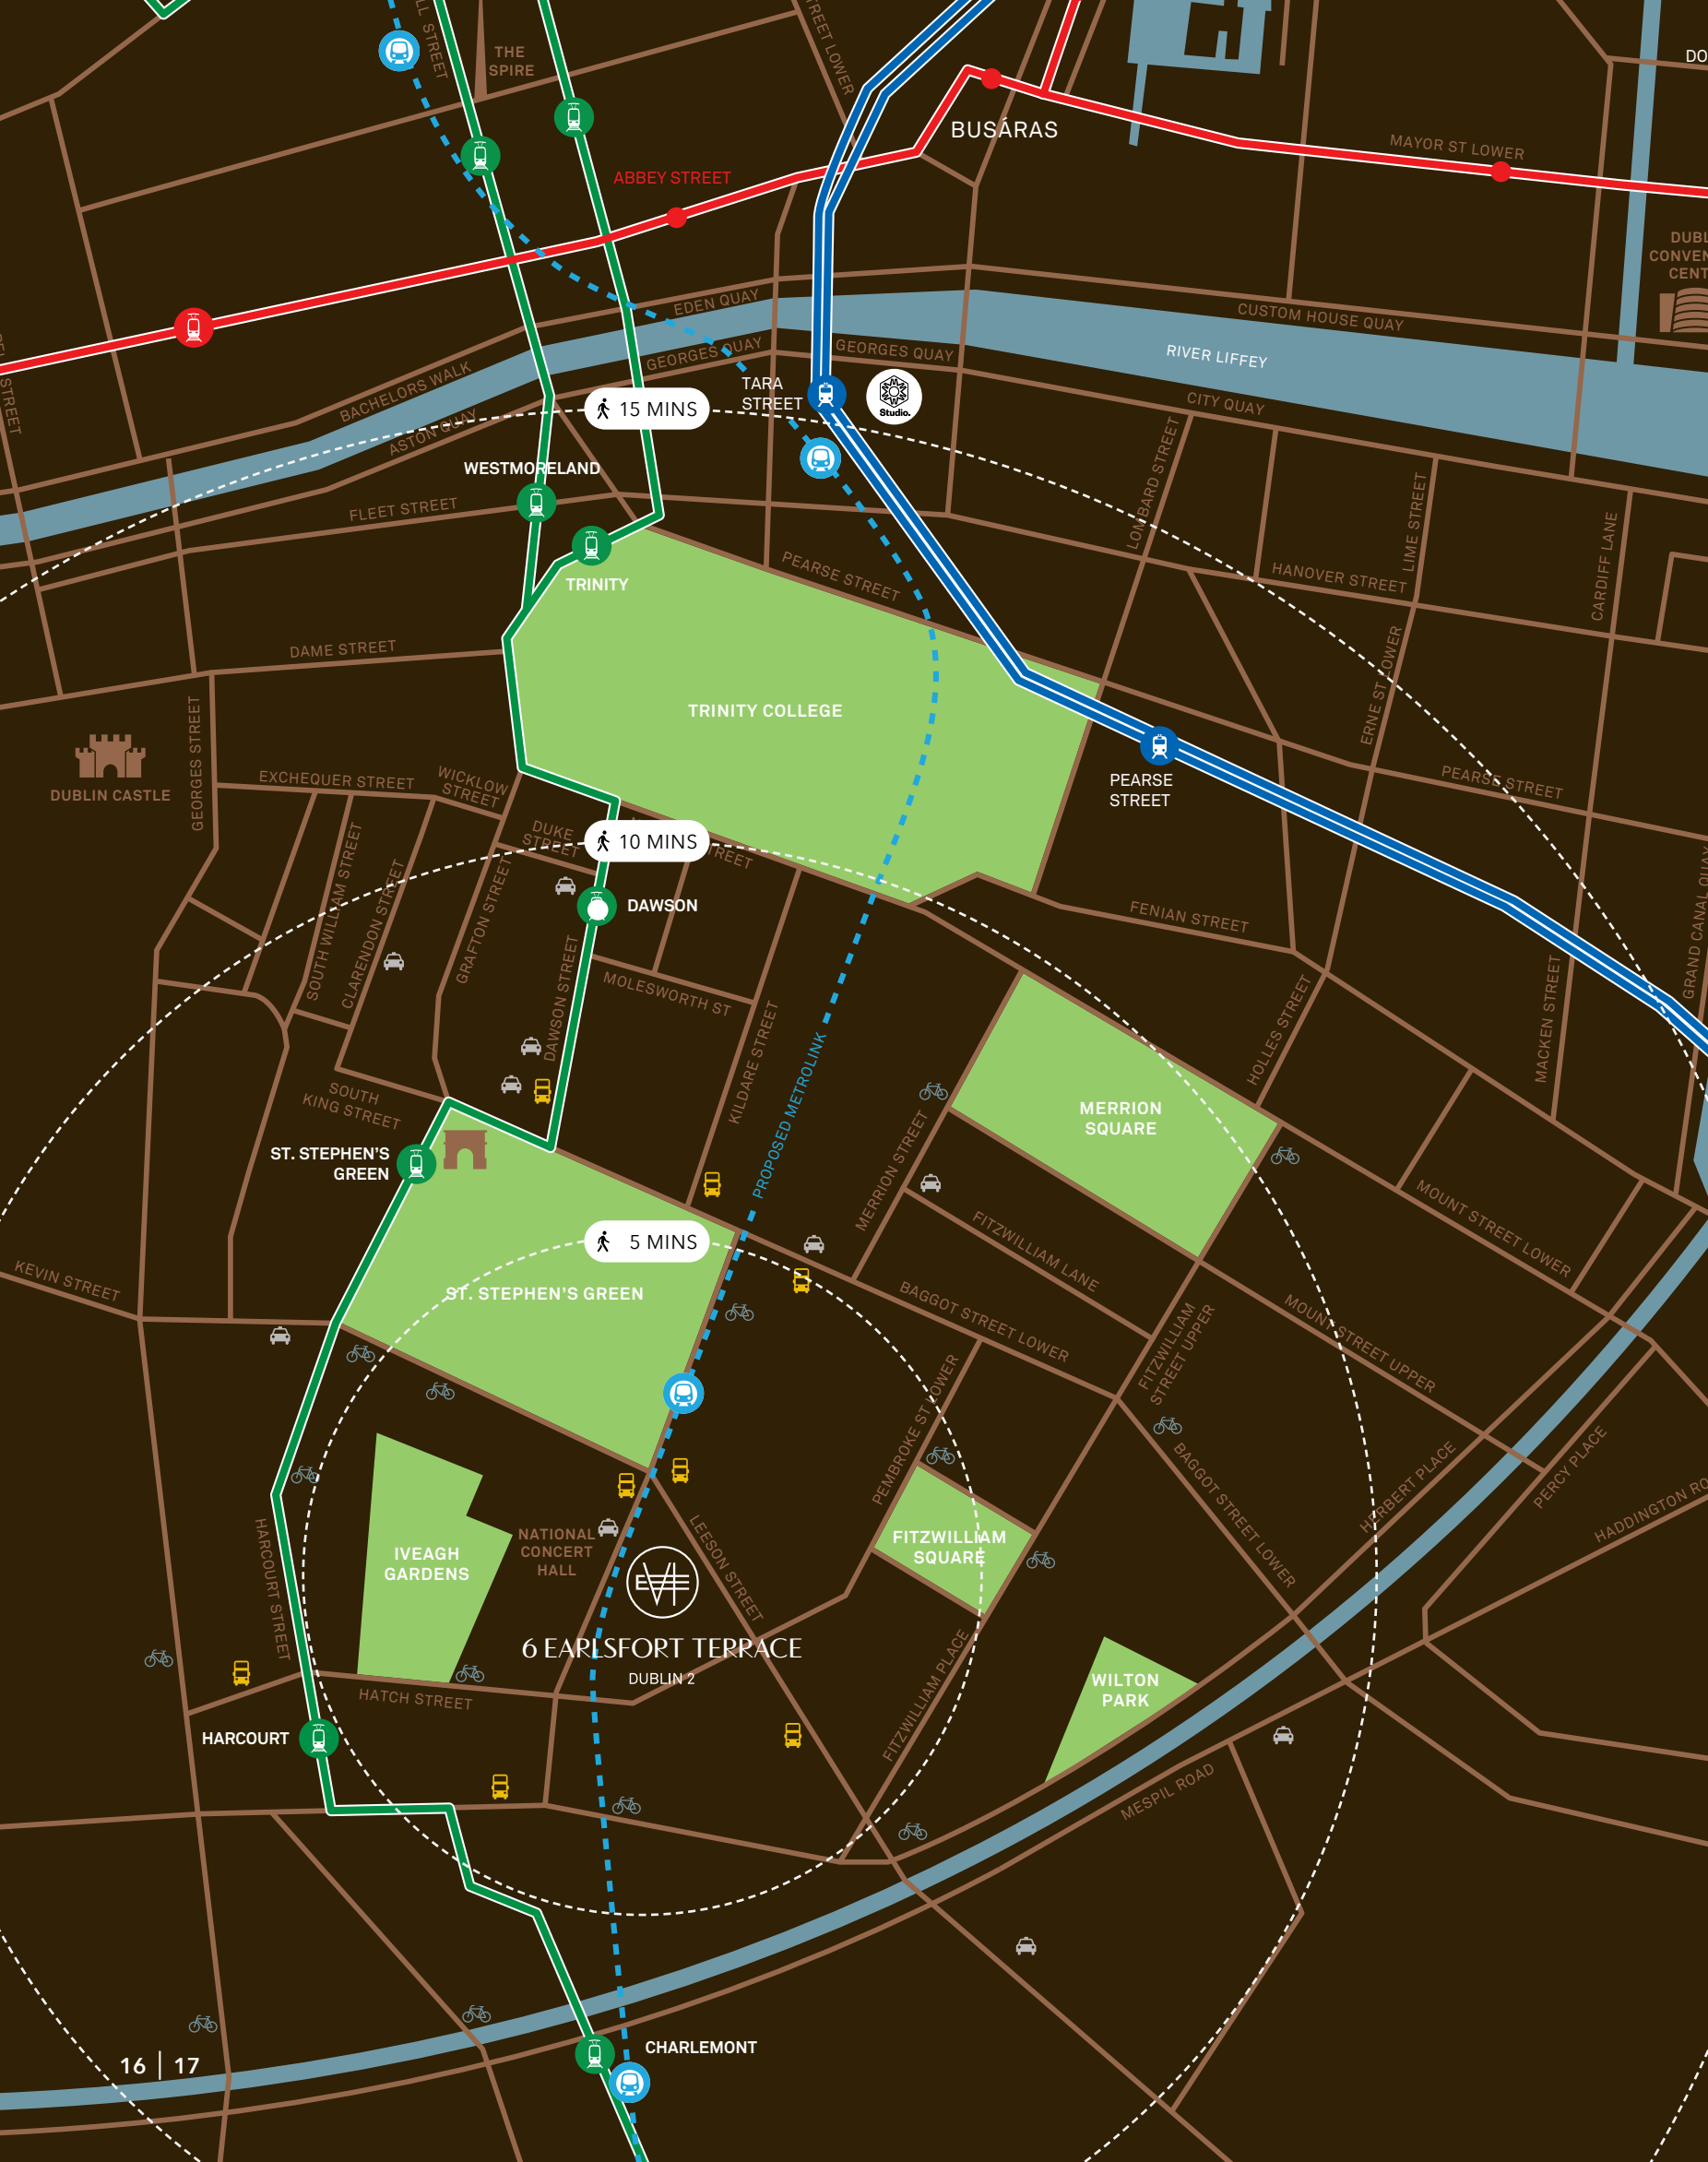 THE
SPIRE
BUSÁRAS
MAYOR ST LOWER
ABBEY STREET
EDEN QUAY
CUSTOM HOUSE QUAY
GEORGES QUAY
GEORGES QUAY
RIVER LIFFEY
BACHELORS WALK
ASTON QUAY
15 MINS
TARA
STREET
Studio.
CITY QUAY
WESTMORELAND
FLEET STREET
LOMBARD STREET
LIME STREET
CARDIFF LANE
TRINITY
PEARSE STREET
HANOVER STREET
DAME STREET
ERNE ST LOWER
TRINITY COLLEGE
GEORGES STREET
DUBLIN CASTLE
EXCHEQUER STREET
WICKLOW
STREET
PEARSE
STREET
PEARSE STREET
DUKE
STREET
10 MINS
SOUTH WILLIAM STREET
CLARENDON STREET
GRAFTON STREET
DAWSON
FENIAN STREET
DAWSON STREET
MOLESWORTH ST
KILDARE STREET
PROPOSED METROLINK
HOLLES STREET
MACKEN STREET
SOUTH
KING STREET
MERRION
SQUARE
MERRION STREET
ST. STEPHEN'S
GREEN
MOUNT STREET LOWER
FITZWILLIAM LANE
5 MINS
ST. STEPHEN'S GREEN
KEVIN STREET
BAGGOT STREET LOWER
MOUNT STREET UPPER
FITZWILLIAM
STREET UPPER
PEMBROKE ST LOWER
BAGGOT STREET LOWER
HERBERT PLACE
PERCY PLACE
HARCOURT STREET
IVEAGH
GARDENS
NATIONAL
CONCERT
HALL
LEESON STREET
FITZWILLIAM
SQUARE
6 EARLSFORT TERRACE
DUBLIN 2
HATCH STREET
HARCOURT
FITZWILLIAM PLACE
WILTON
PARK
MESPIL ROAD
CHARLEMONT
16 | 17